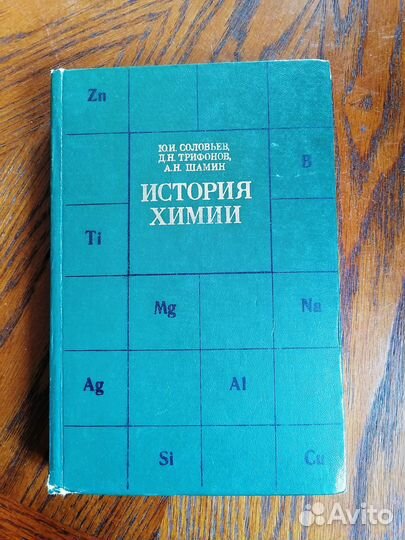 Zn
Ю.И. СОЛОВЬЕВ,
Д.Н. ТРИФОНОВ,
А.Н. ШАМИН
B
ИСТОРИЯ
ХИМИИ
Ti
Mg
Na
Ag
Al
Si
Cu
Avito